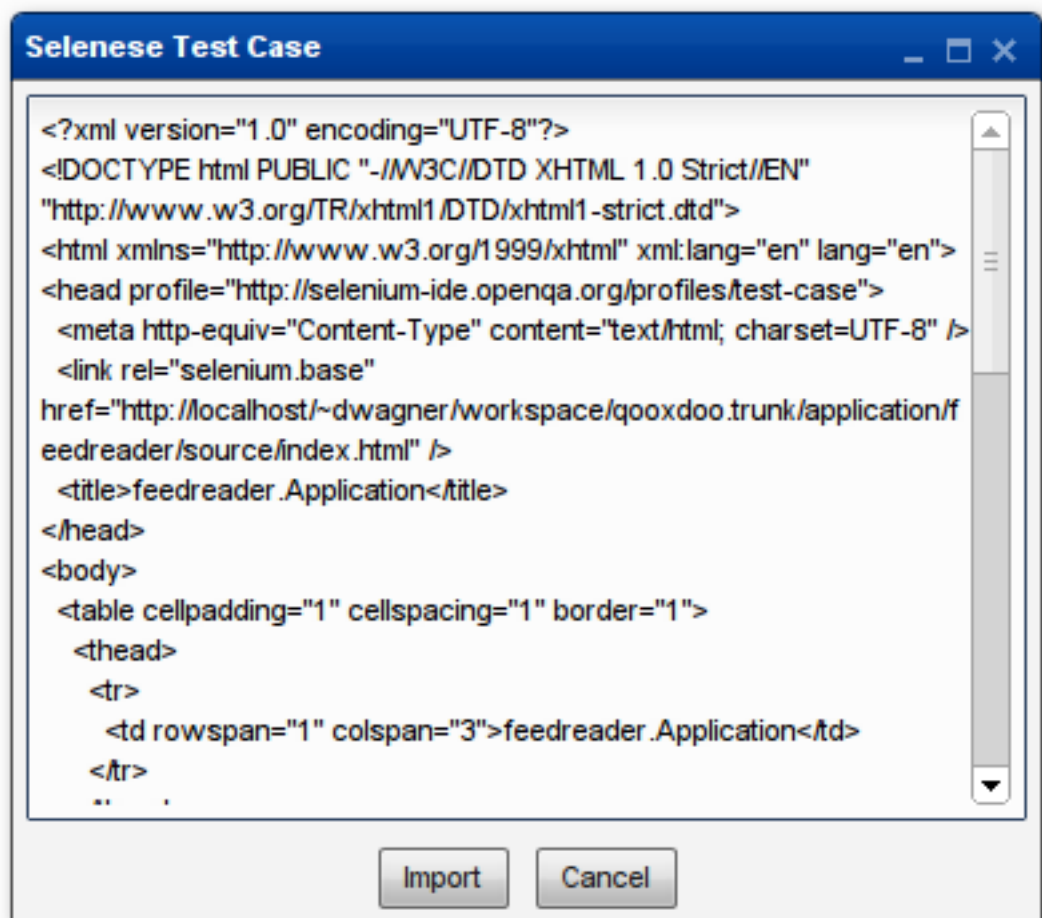 Selenese Test Case
<?xml version="1.0" encoding="UTF-8"?>
<!DOCTYPE html PUBLIC "-//W3C//DTD XHTML 1.0 Strict//EN"
"http://www.w3.org/TR/xhtml1/DTD/xhtml1-strict.dtd">
<html xmlns="http://www.w3.org/1999/xhtml" xml:lang="en" lang="en">
<head profile="http://selenium-ide.openqa.org/profiles/test-case">
  <meta http-equiv="Content-Type" content="text/html; charset=UTF-8" />
  <link rel="selenium.base"
href="http://localhost/~dwagner/workspace/qooxdoo.trunk/application/f
eedreader/source/index.html" />
  <title>feedreader.Application</title>
</head>
<body>
  <table cellpadding="1" cellspacing="1" border="1">
    <thead>
      <tr>
        <td rowspan="1" colspan="3">feedreader.Application</td>
      </tr>
Import Cancel